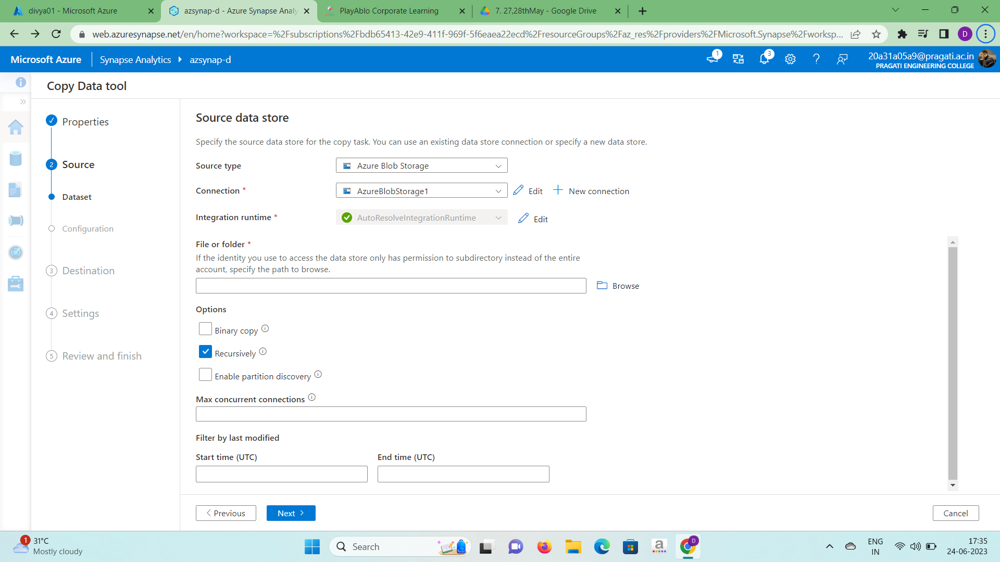 divya01 - Microsoft Azure
azsynap-d - Azure Synapse Analy
PlayAblo Corporate Learning
7. 27,28thMay - Google Drive
web.azuresynapse.net/en/home?workspace=%2Fsubscriptions%2Fbdb65413-42e9-411f-969f-5f6eaea22ecd%2FresourceGroups%2Faz_res%2Fproviders%2FMicrosoft.Synapse%2Fworksp...
D
Microsoft Azure
Synapse Analytics
azsynap-d
1
3
20a31a05a9@pragati.ac.in
PRAGATI ENGINEERING COLLEGE
Copy Data tool
Properties
2 Source
Dataset
Configuration
3 Destination
4 Settings
5 Review and finish
Source data store
Specify the source data store for the copy task. You can use an existing data store connection or specify a new data store.
Source type
Azure Blob Storage
Connection *
AzureBlobStorage1
Edit
New connection
Integration runtime *
AutoResolveIntegrationRuntime
Edit
File or folder *
If the identity you use to access the data store only has permission to subdirectory instead of the entire
account, specify the path to browse.
Browse
Options
Binary copy
Recursively
Enable partition discovery
Max concurrent connections
Filter by last modified
Start time (UTC)
End time (UTC)
Previous
Next
Cancel
1
31°C
Mostly cloudy
Search
a
D
ENG
IN
17:35
24-06-2023